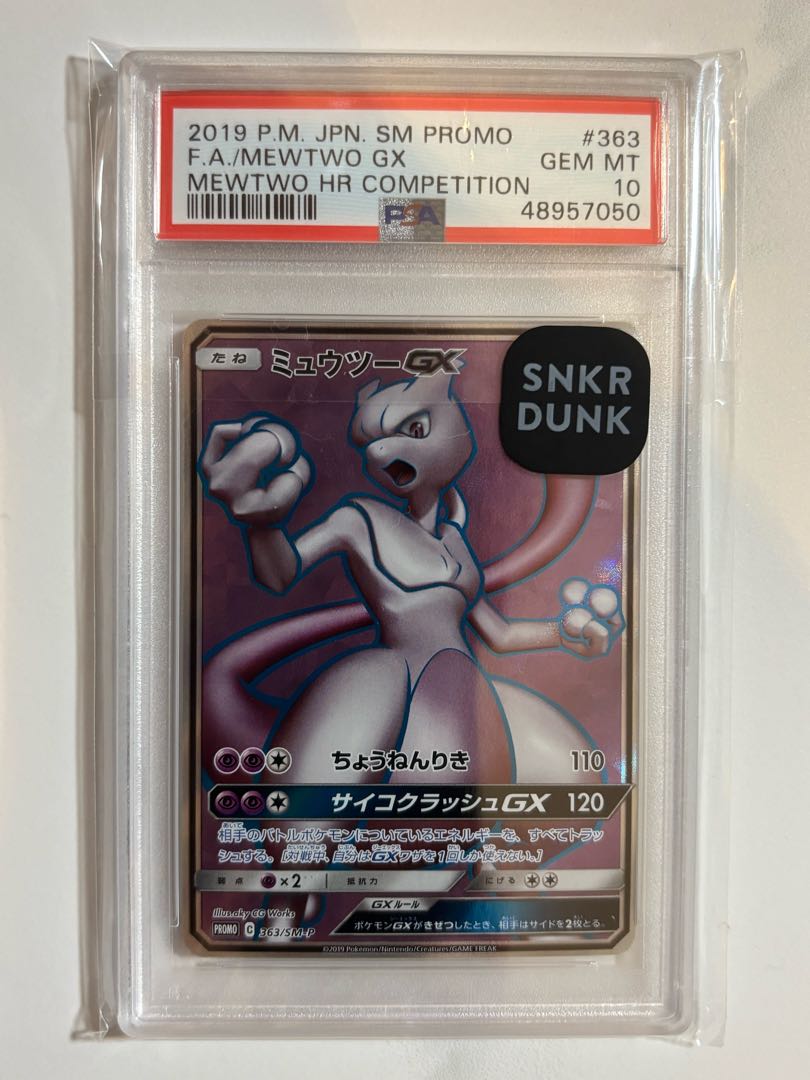 2019 P.M. JPN. SM PROMO #363
F.A./MEWTWO GX GEM MT
MEWTWO HR COMPETITION 10
PSA 48957050
たね ミュウツーGX
SNKR
DUNK
ちょうねんりき 110
サイコクラッシュGX 120
相手のバトルポケモンについているエネルギーを、すべてトラッ
シュする。[対戦中、自分はGXワザを1回しか使えない。]
弱点 ×2 抵抗力 にげる
GXルール
Illus.aky CG Works
ポケモンGXがきぜつしたとき、相手はサイドを2枚とる。
PROMO C 363/SM-P
©2019 Pokémon/Nintendo/Creatures/GAME FREAK